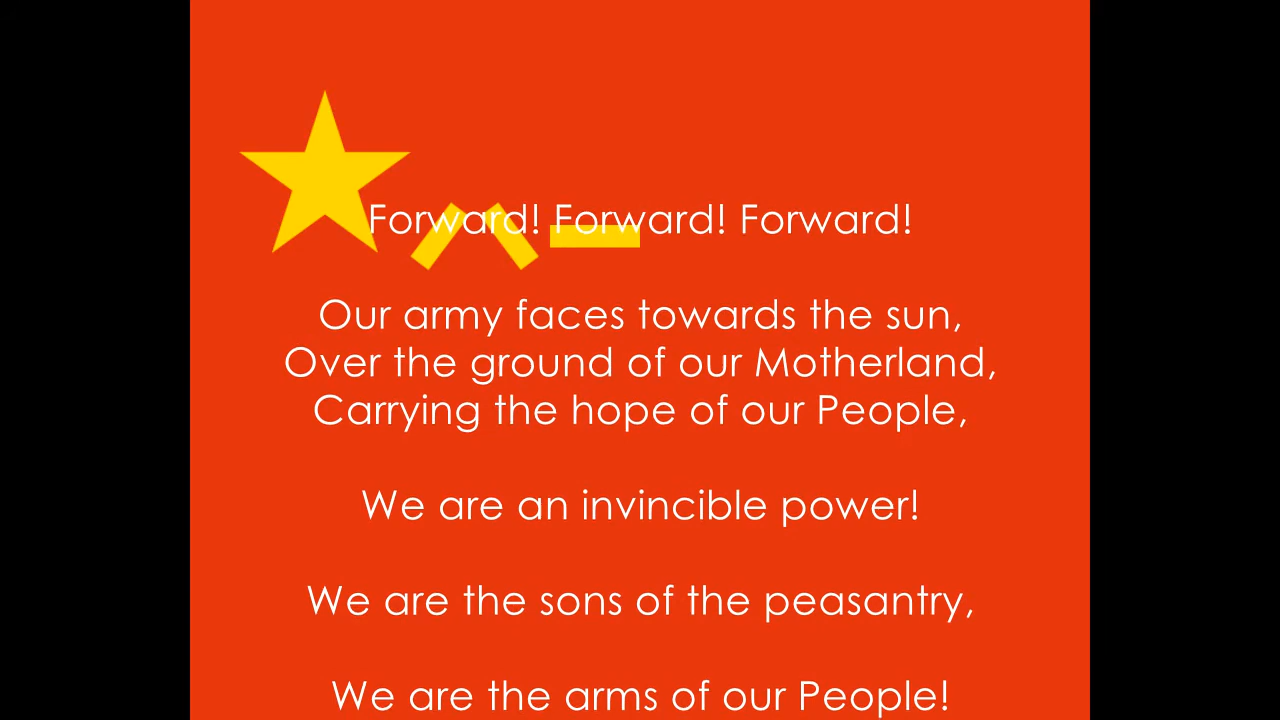 八一
Forward! Forward! Forward!
Our army faces towards the sun,
Over the ground of our Motherland,
Carrying the hope of our People,
We are an invincible power!
We are the sons of the peasantry,
We are the arms of our People!